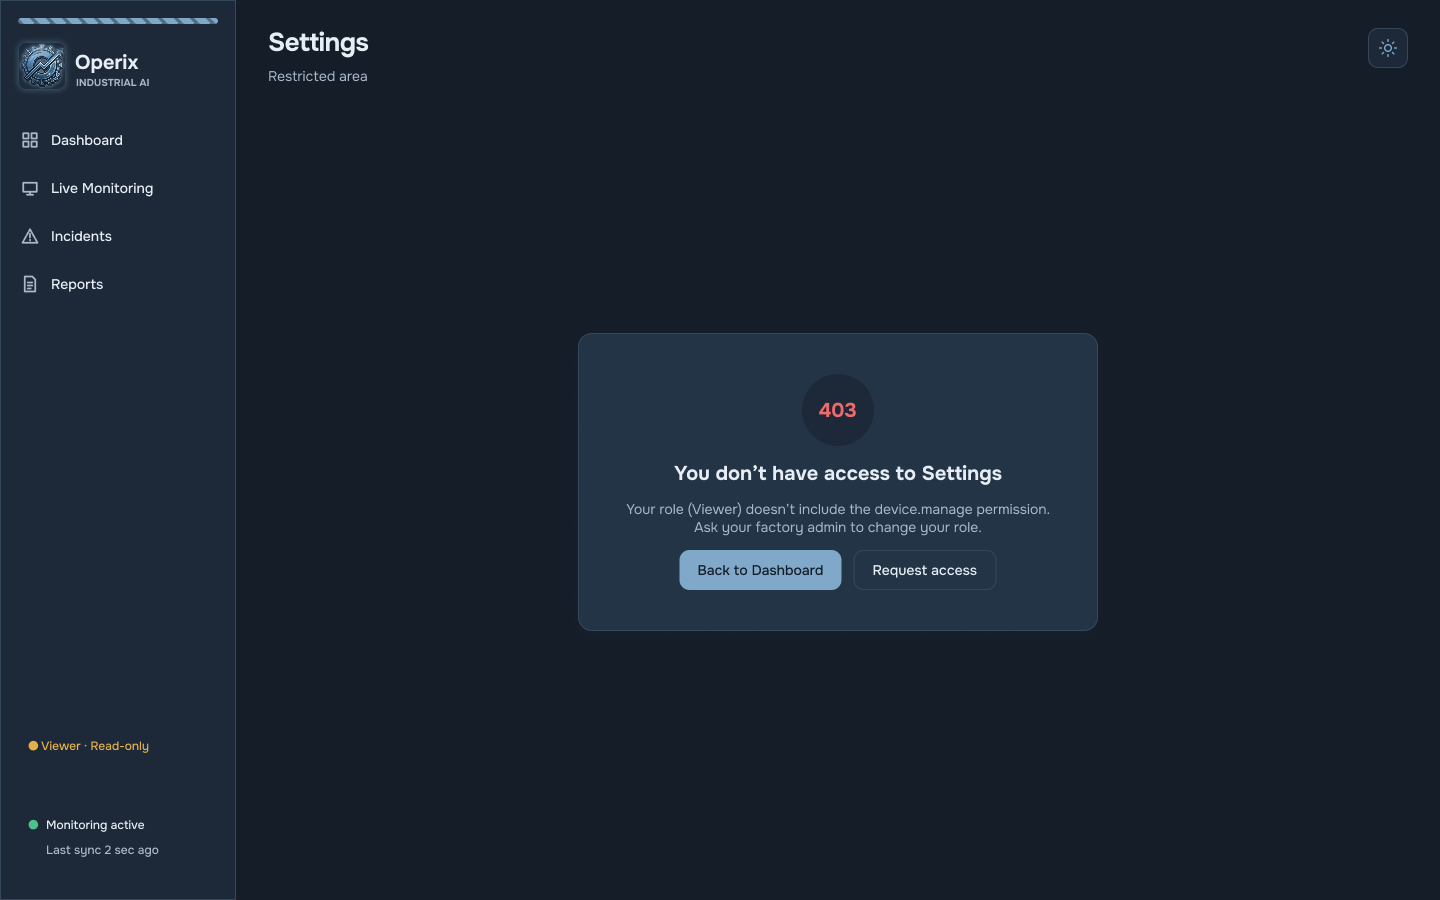 Operix
INDUSTRIAL AI
Dashboard
Live Monitoring
Incidents
Reports
Viewer · Read-only
Monitoring active
Last sync 2 sec ago
Settings
Restricted area
403
You don’t have access to Settings
Your role (Viewer) doesn’t include the device.manage permission.
Ask your factory admin to change your role.
Back to Dashboard
Request access